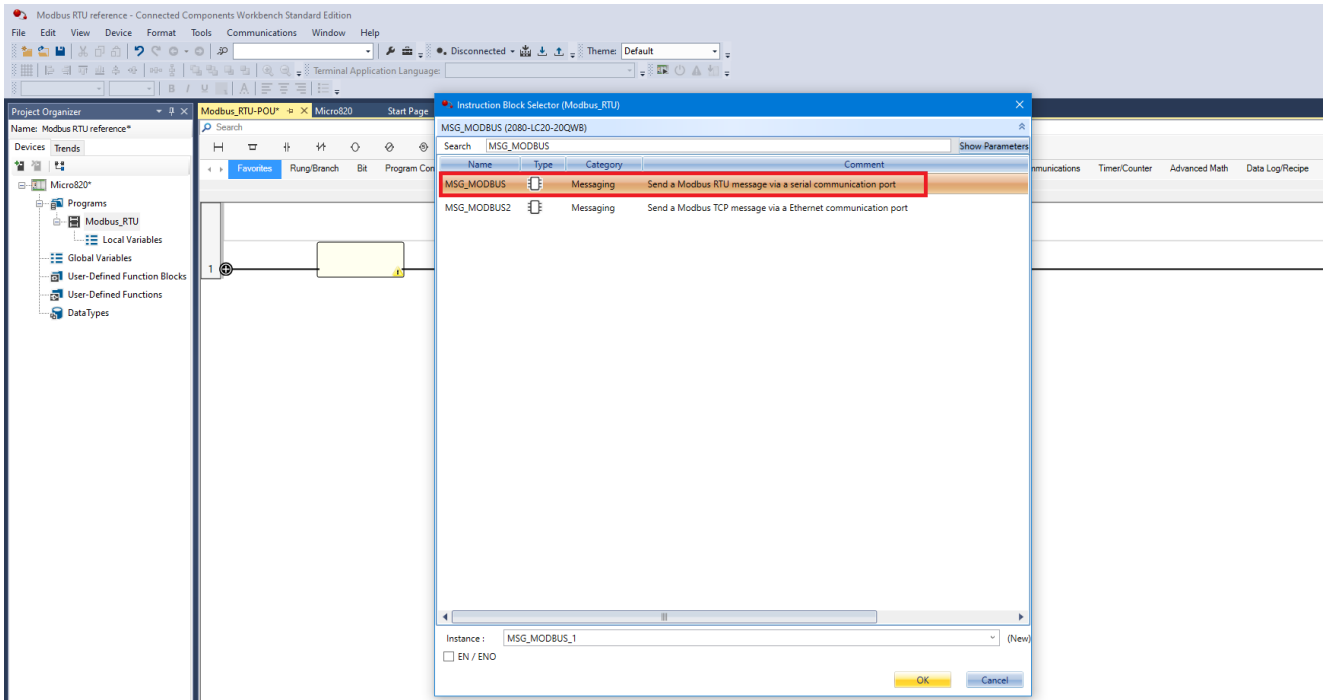 Modbus RTU reference - Connected Components Workbench Standard Edition
File Edit View Device Format Tools Communications Window Help
Disconnected Theme: Default
Terminal Application Language:
B I U A
Project Organizer
Name: Modbus RTU reference*
Devices Trends
Micro820*
Programs
Modbus_RTU
Local Variables
Global Variables
User-Defined Function Blocks
User-Defined Functions
DataTypes
Modbus_RTU-POU* Micro820 Start Page
Search
Favorites Rung/Branch Bit Program Con
1
Instruction Block Selector (Modbus_RTU)
MSG_MODBUS (2080-LC20-20QWB)
Search MSG_MODBUS Show Parameters
Name Type Category Comment
MSG_MODBUS Messaging Send a Modbus RTU message via a serial communication port
MSG_MODBUS2 Messaging Send a Modbus TCP message via a Ethernet communication port
Instance : MSG_MODBUS_1 (New)
EN / ENO
OK Cancel
mmunications Timer/Counter Advanced Math Data Log/Recipe